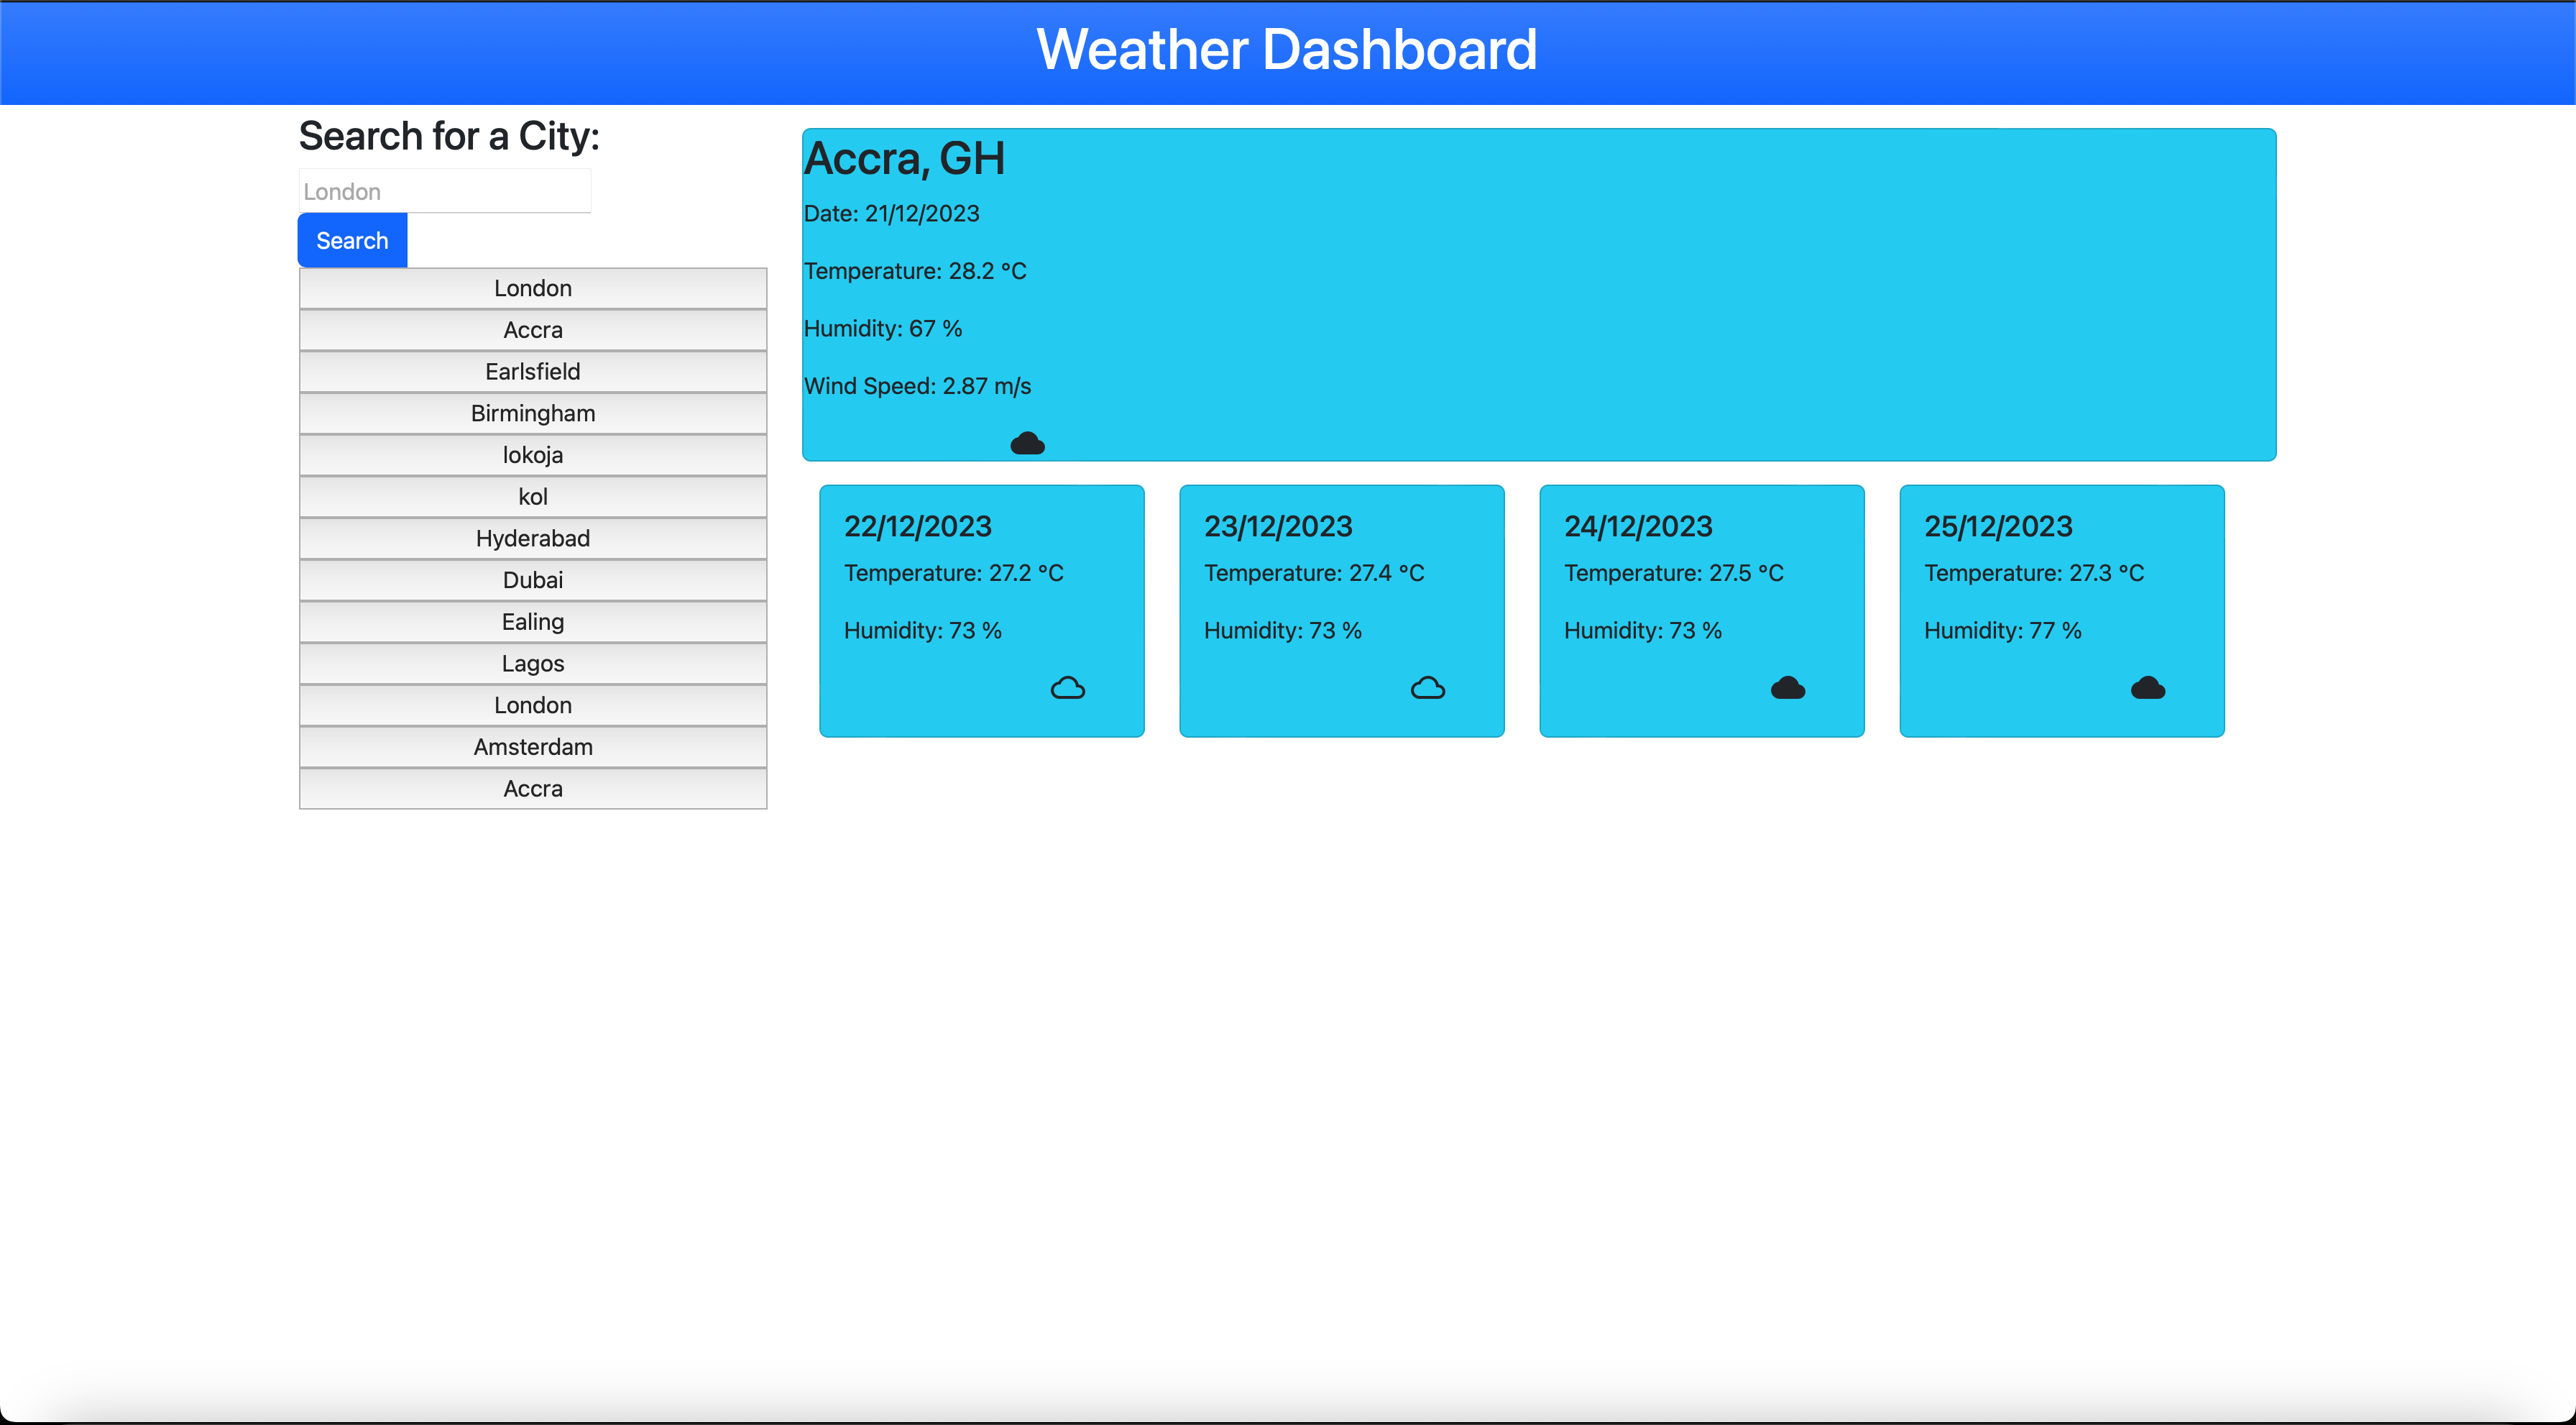 Weather Dashboard
Search for a City:
London
Search
London
Accra
Earlsfield
Birmingham
lokoja
kol
Hyderabad
Dubai
Ealing
Lagos
London
Amsterdam
Accra
Accra, GH
Date: 21/12/2023
Temperature: 28.2 °C
Humidity: 67 %
Wind Speed: 2.87 m/s
22/12/2023
Temperature: 27.2 °C
Humidity: 73 %
23/12/2023
Temperature: 27.4 °C
Humidity: 73 %
24/12/2023
Temperature: 27.5 °C
Humidity: 73 %
25/12/2023
Temperature: 27.3 °C
Humidity: 77 %